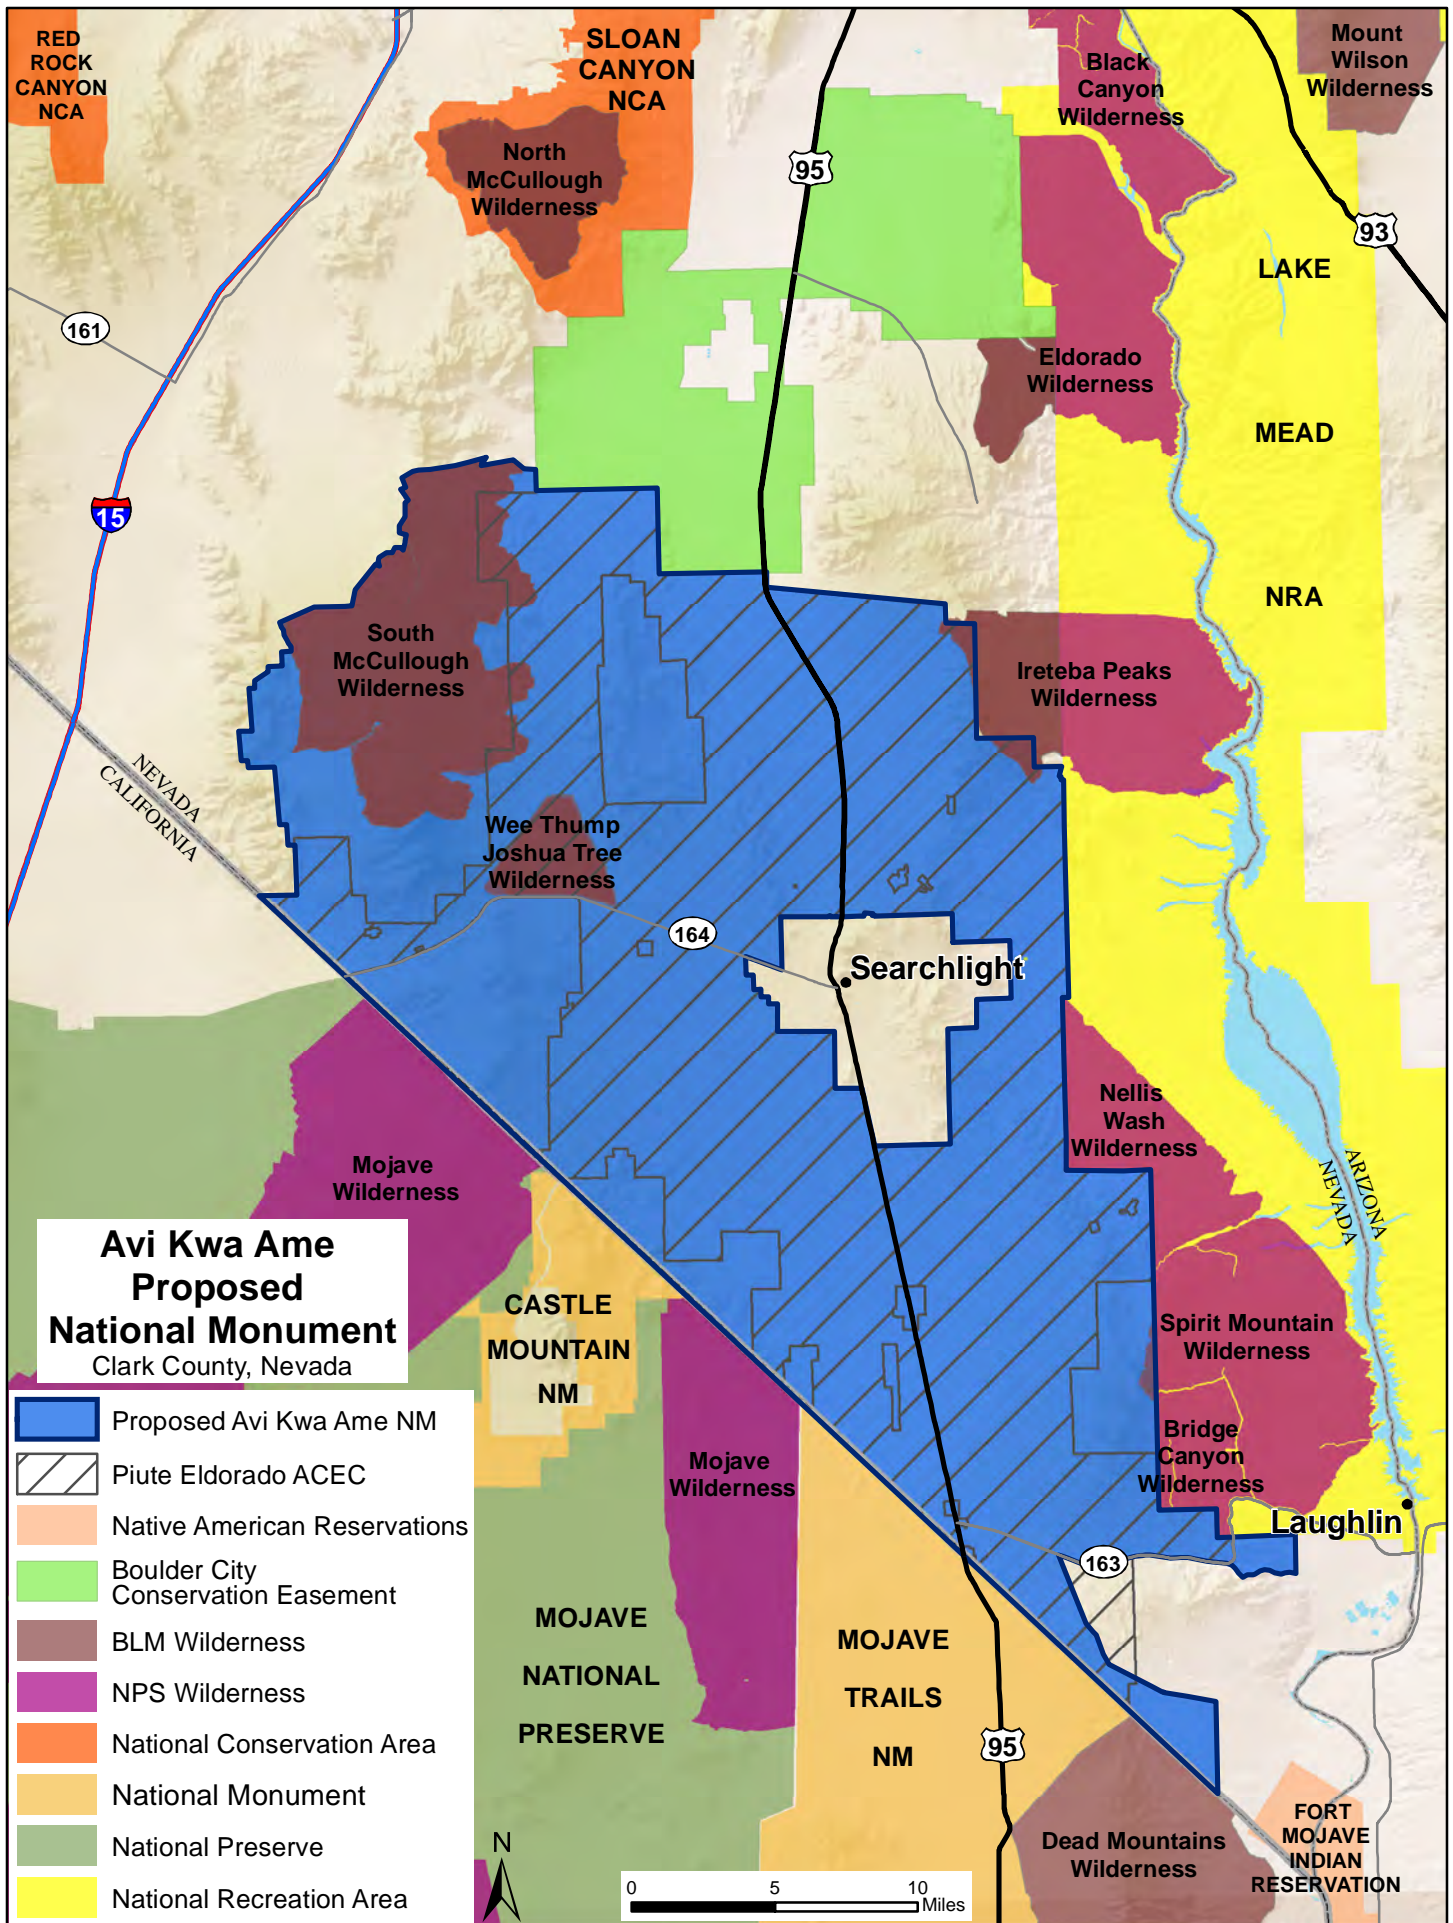 RED
ROCK
CANYON
NCA
SLOAN
CANYON
NCA
Black
Canyon
Wilderness
Mount
Wilson
Wilderness
North
McCullough
Wilderness
95
93
LAKE
161
Eldorado
Wilderness
MEAD
15
NRA
South
McCullough
Wilderness
Ireteba Peaks
Wilderness
NEVADA
CALIFORNIA
Wee Thump
Joshua Tree
Wilderness
164
Searchlight
Nellis
Wash
Wilderness
Mojave
Wilderness
ARIZONA
NEVADA
Avi Kwa Ame
Proposed
National Monument
Clark County, Nevada
CASTLE
MOUNTAIN
NM
Spirit Mountain
Wilderness
Bridge
Canyon
Wilderness
Mojave
Wilderness
Laughlin
163
MOJAVE
NATIONAL
PRESERVE
MOJAVE
TRAILS
NM
95
Dead Mountains
Wilderness
FORT
MOJAVE
INDIAN
RESERVATION
Proposed Avi Kwa Ame NM
Piute Eldorado ACEC
Native American Reservations
Boulder City
Conservation Easement
BLM Wilderness
NPS Wilderness
National Conservation Area
National Monument
National Preserve
National Recreation Area
N
0 5 10
Miles